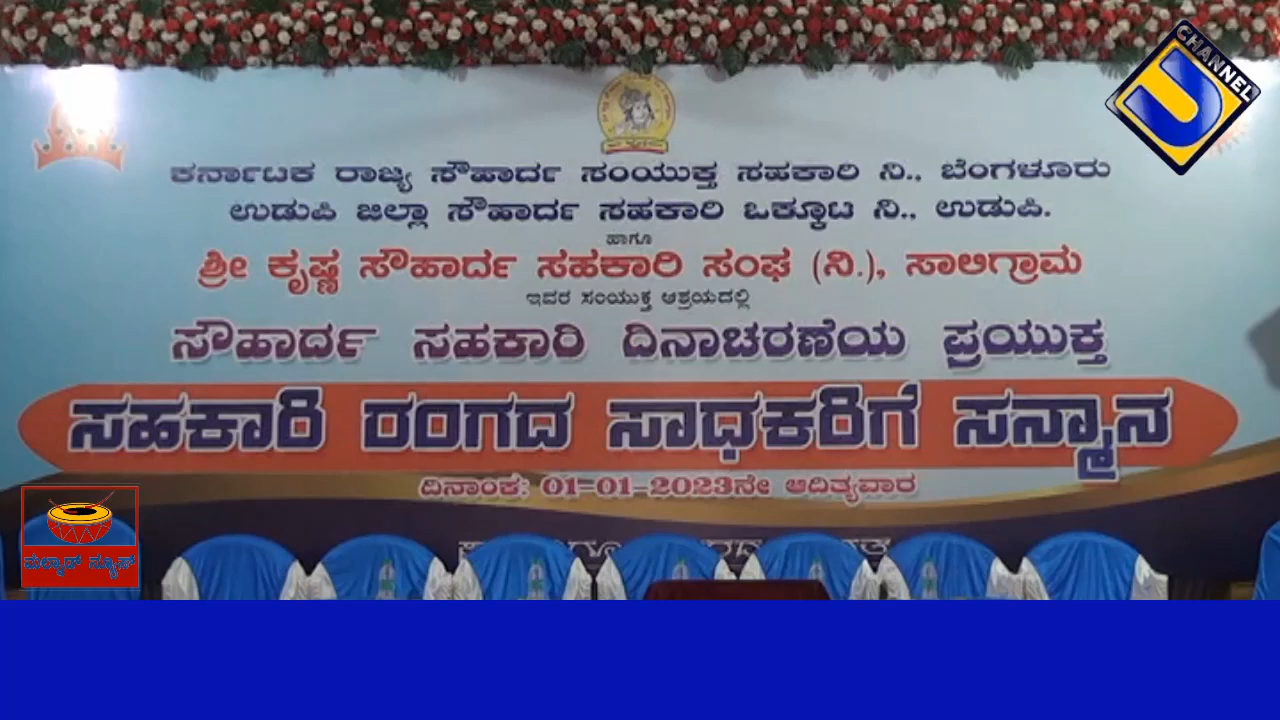 CHANNEL
U
ಕರ್ನಾಟಕ ರಾಜ್ಯ ಸೌಹಾರ್ದ ಸಂಯುಕ್ತ ಸಹಕಾರಿ ನಿ., ಬೆಂಗಳೂರು
ಉಡುಪಿ ಜಿಲ್ಲಾ ಸೌಹಾರ್ದ ಸಹಕಾರಿ ಒಕ್ಕೂಟ ನಿ., ಉಡುಪಿ.
ಹಾಗೂ
ಶ್ರೀ ಕೃಷ್ಣ ಸೌಹಾರ್ದ ಸಹಕಾರಿ ಸಂಘ (ನಿ.), ಸಾಲಿಗ್ರಾಮ
ಇವರ ಸಂಯುಕ್ತ ಆಶ್ರಯದಲ್ಲಿ
ಸೌಹಾರ್ದ ಸಹಕಾರಿ ದಿನಾಚರಣೆಯ ಪ್ರಯುಕ್ತ
ಸಹಕಾರಿ ರಂಗದ ಸಾಧಕರಿಗೆ ಸನ್ಮಾನ
ದಿನಾಂಕ: 01-01-2023ನೇ ಆದಿತ್ಯವಾರ
ಮಲ್ನಾಡ್ ನ್ಯೂಸ್